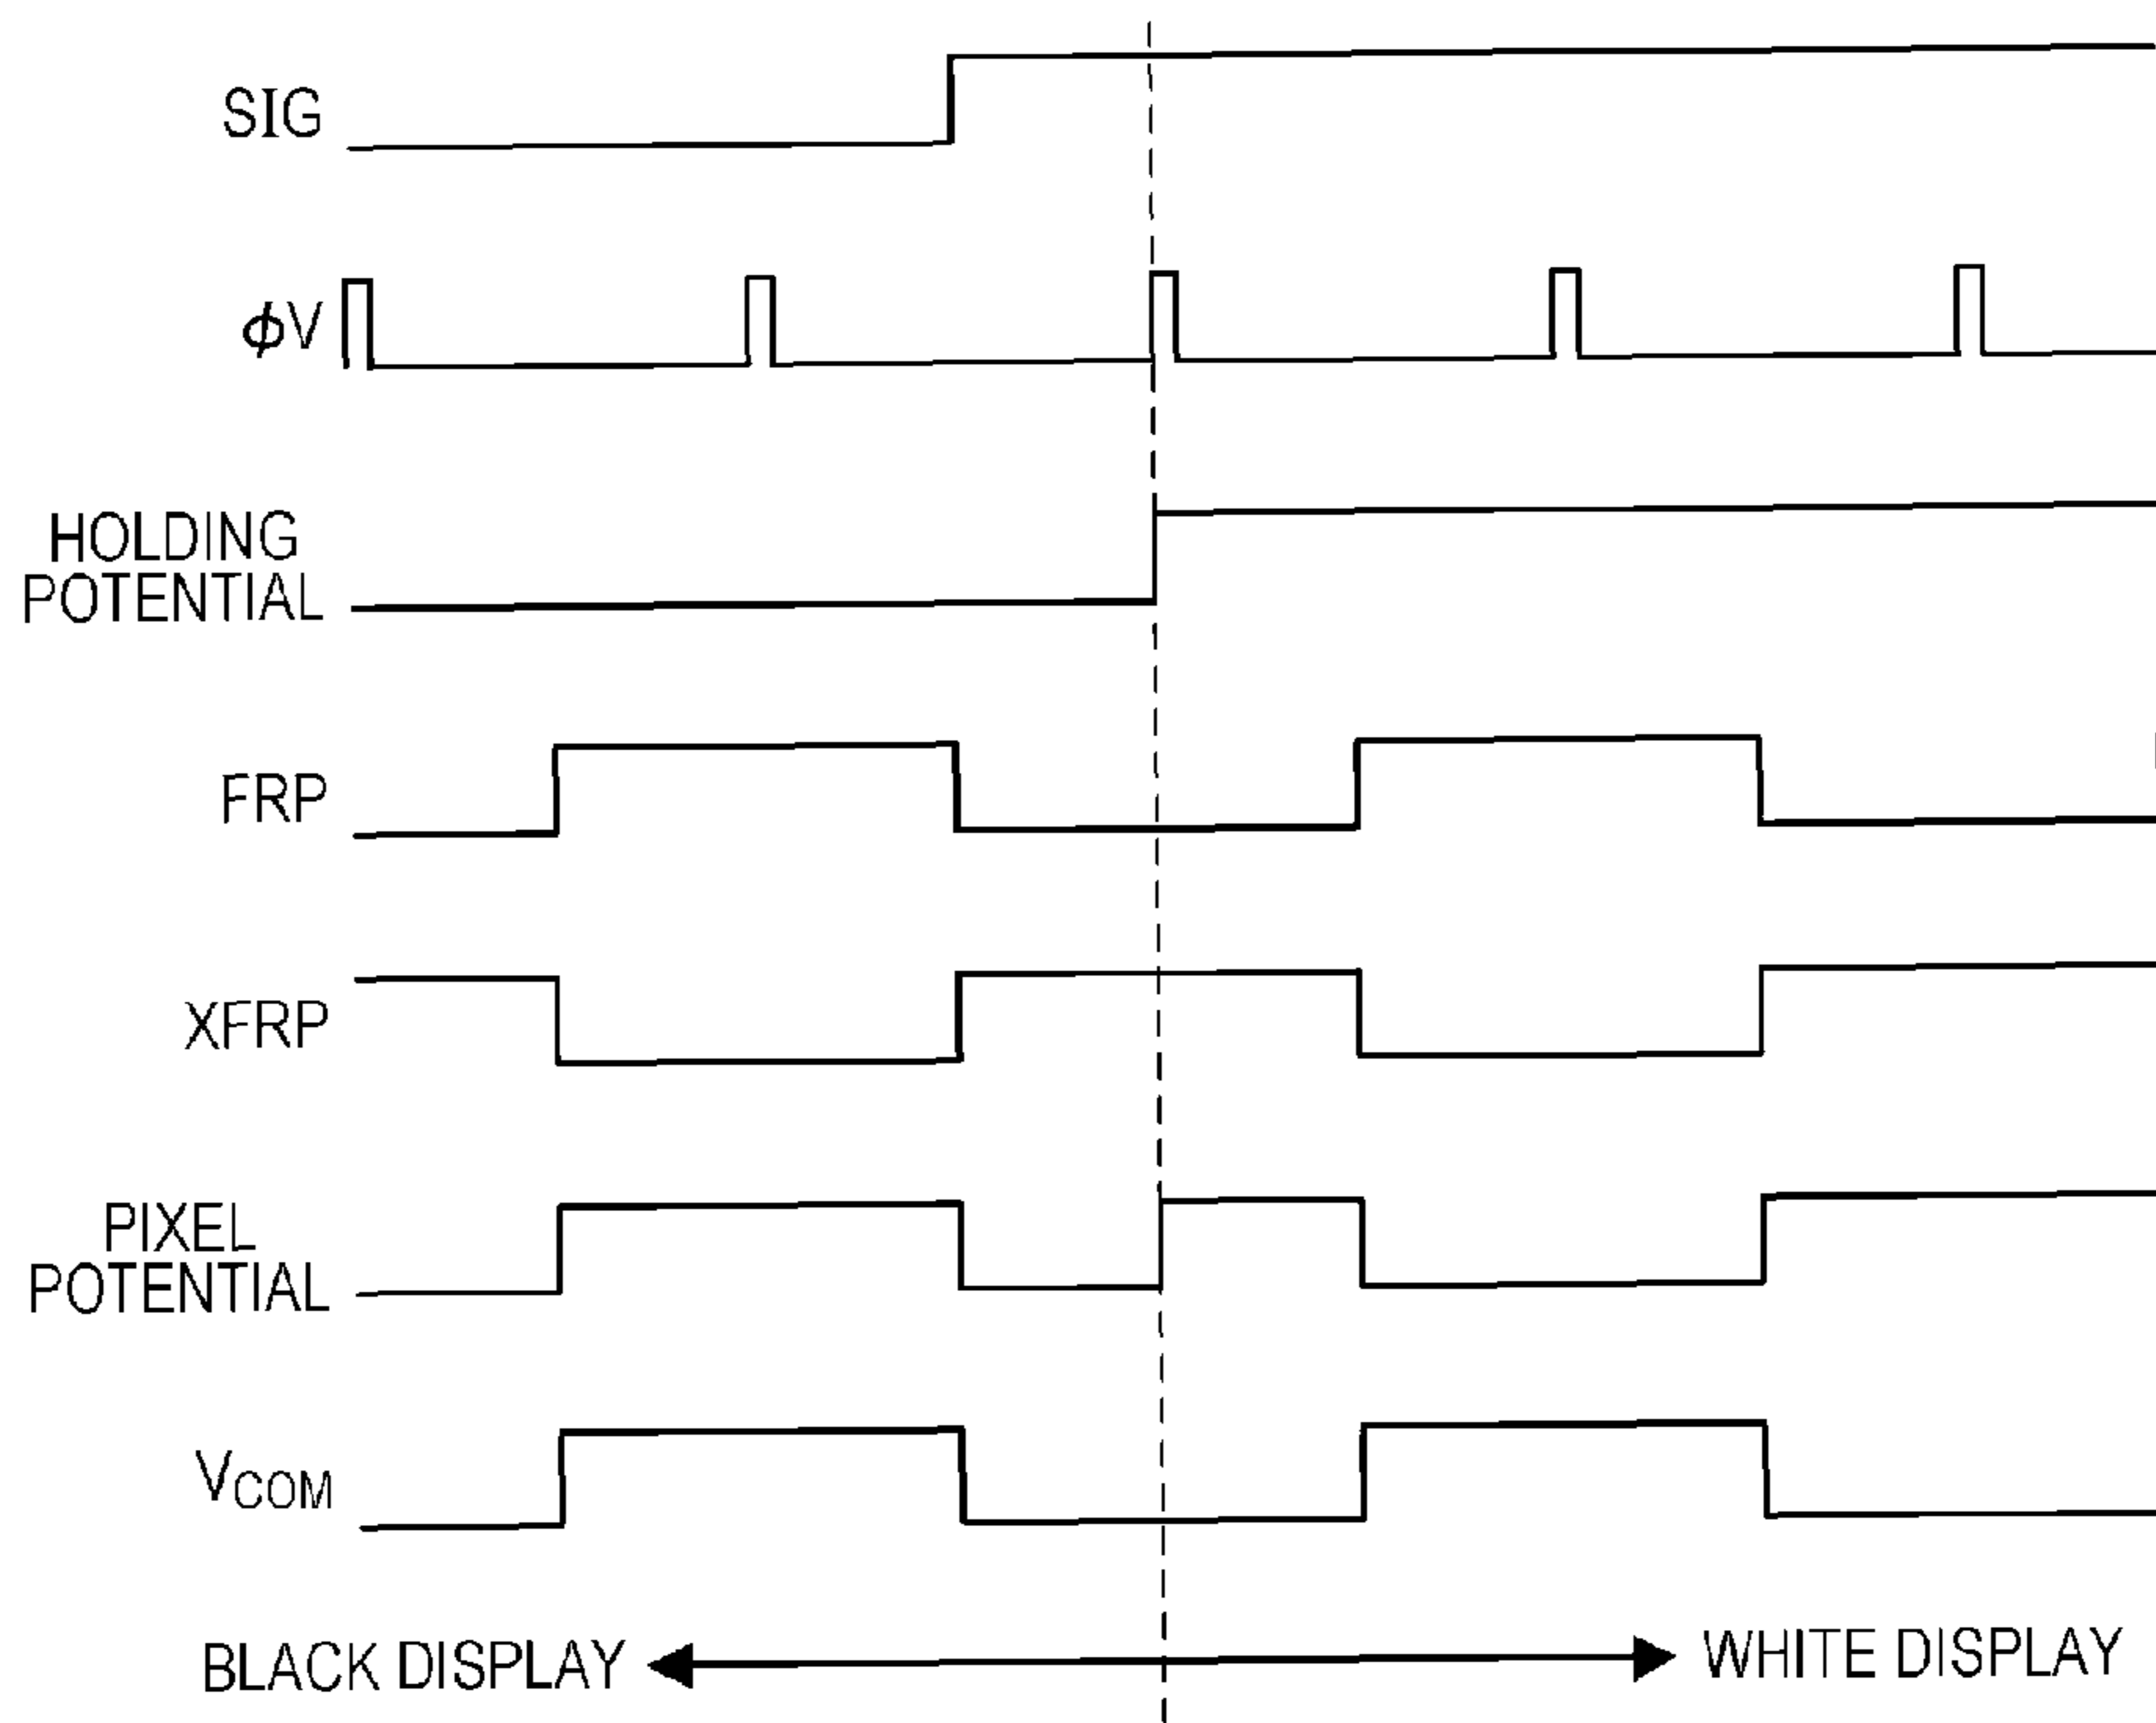 SIG
ϕV
HOLDING
POTENTIAL
FRP
XFRP
PIXEL
POTENTIAL
VCOM
BLACK DISPLAY
WHITE DISPLAY